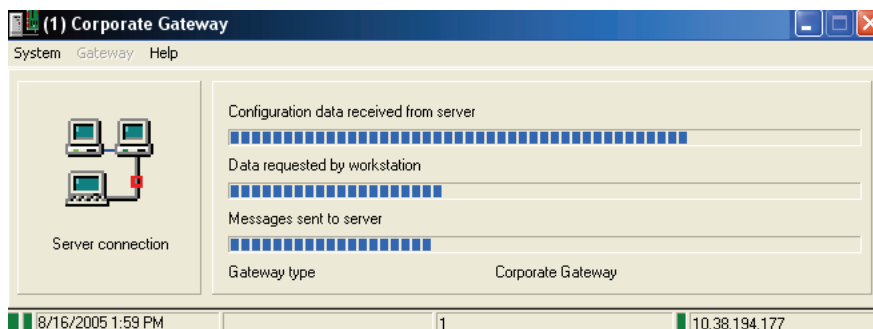 (1) Corporate Gateway
System Gateway Help
Configuration data received from server
Data requested by workstation
Messages sent to server
Server connection
Gateway type Corporate Gateway
8/16/2005 1:59 PM 1 10.38.194.177